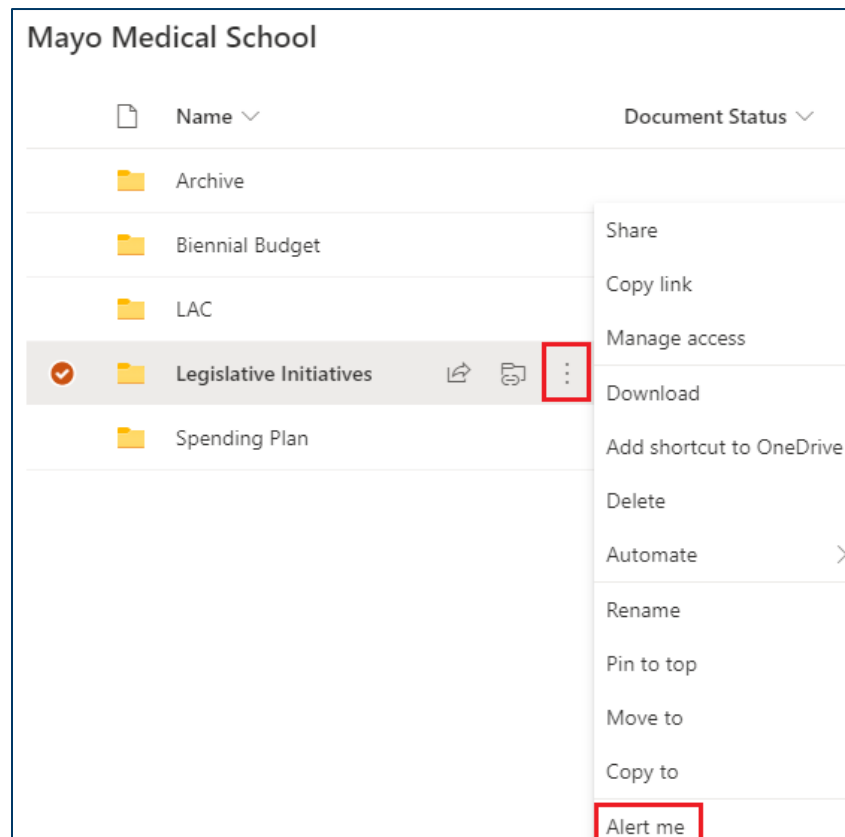 Mayo Medical School
Name Document Status
Archive
Biennial Budget
LAC
Legislative Initiatives
Spending Plan
Share
Copy link
Manage access
Download
Add shortcut to OneDrive
Delete
Automate
Rename
Pin to top
Move to
Copy to
Alert me